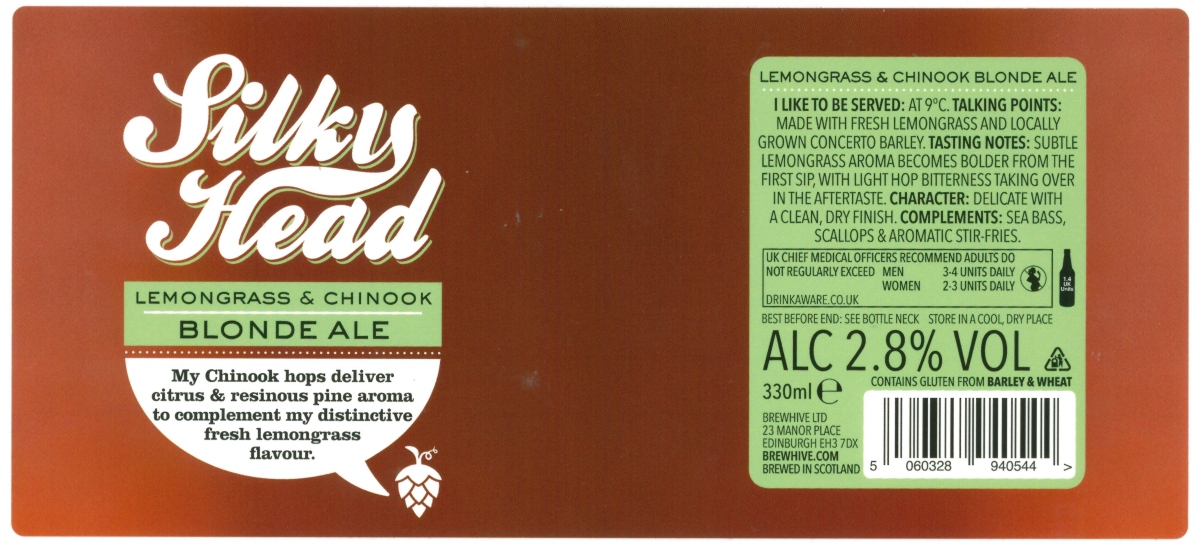 Silky
Head
LEMONGRASS & CHINOOK
BLONDE ALE
My Chinook hops deliver
citrus & resinous pine aroma
to complement my distinctive
fresh lemongrass
flavour.
LEMONGRASS & CHINOOK BLONDE ALE
I LIKE TO BE SERVED: AT 9ºC. TALKING POINTS:
MADE WITH FRESH LEMONGRASS AND LOCALLY
GROWN CONCERTO BARLEY. TASTING NOTES: SUBTLE
LEMONGRASS AROMA BECOMES BOLDER FROM THE
FIRST SIP, WITH LIGHT HOP BITTERNESS TAKING OVER
IN THE AFTERTASTE. CHARACTER: DELICATE WITH
A CLEAN, DRY FINISH. COMPLEMENTS: SEA BASS,
SCALLOPS & AROMATIC STIR-FRIES.
UK CHIEF MEDICAL OFFICERS RECOMMEND ADULTS DO
NOT REGULARLY EXCEED MEN 3-4 UNITS DAILY
WOMEN 2-3 UNITS DAILY
DRINKAWARE.CO.UK
1.4
UK
Units
BEST BEFORE END: SEE BOTTLE NECK STORE IN A COOL, DRY PLACE
ALC 2.8% VOL
CONTAINS GLUTEN FROM BARLEY & WHEAT
330ml e
BREWHIVE LTD
23 MANOR PLACE
EDINBURGH EH3 7DX
BREWHIVE.COM
BREWED IN SCOTLAND
5 060328 940544 >